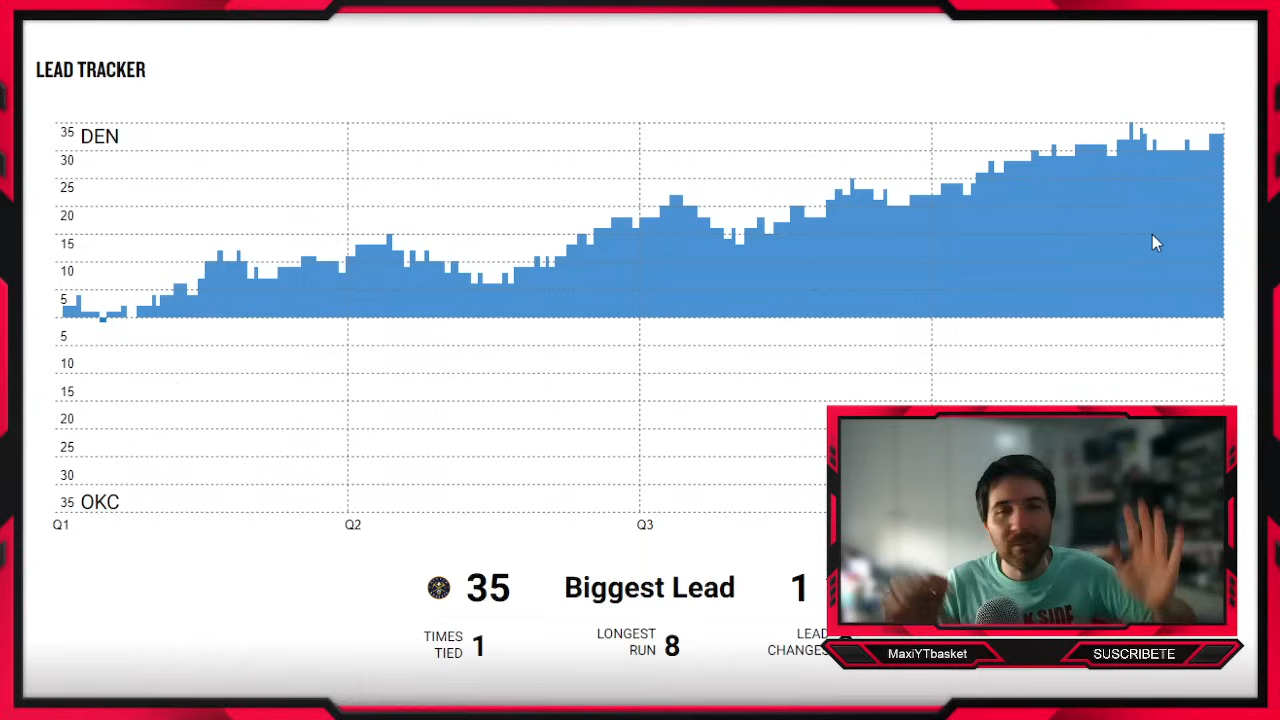 LEAD TRACKER
35 DEN
30
25
20
15
10
5
5
10
15
20
25
30
35 OKC
Q1 Q2 Q3
35 Biggest Lead 1
TIMES TIED 1
LONGEST RUN 8
LEAD CHANGES
SIDE
MaxiYTbasket
SUSCRIBETE